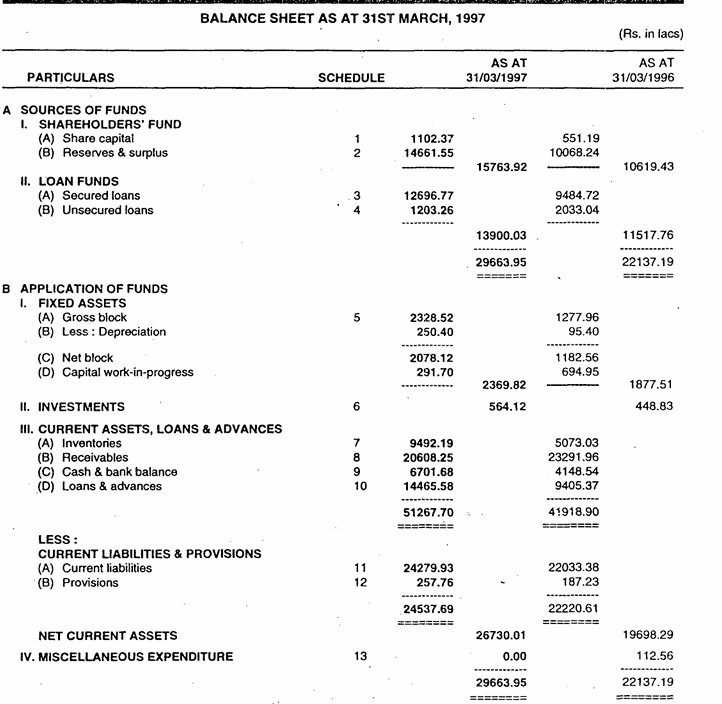 BALANCE SHEET AS AT 31ST MARCH, 1997
(Rs. in lacs)
AS AT AS AT
PARTICULARS SCHEDULE 31/03/1997 31/03/1996
A SOURCES OF FUNDS
I. SHAREHOLDERS' FUND
(A) Share capital 1 1102.37 551.19
(B) Reserves & surplus 2 14661.55 10068.24
15763.92 10619.43
II. LOAN FUNDS
(A) Secured loans 3 12696.77 9484.72
(B) Unsecured loans 4 1203.26 2033.04
13900.03 11517.76
29663.95 22137.19
B APPLICATION OF FUNDS
I. FIXED ASSETS
(A) Gross block 5 2328.52 1277.96
(B) Less : Depreciation 250.40 95.40
(C) Net block 2078.12 1182.56
(D) Capital work-in-progress 291.70 694.95
2369.82 1877.51
II. INVESTMENTS 6 564.12 448.83
III. CURRENT ASSETS, LOANS & ADVANCES
(A) Inventories 7 9492.19 5073.03
(B) Receivables 8 20608.25 23291.96
(C) Cash & bank balance 9 6701.68 4148.54
(D) Loans & advances 10 14465.58 9405.37
51267.70 41918.90
LESS :
CURRENT LIABILITIES & PROVISIONS
(A) Current liabilities 11 24279.93 22033.38
(B) Provisions 12 257.76 187.23
24537.69 22220.61
NET CURRENT ASSETS 26730.01 19698.29
IV. MISCELLANEOUS EXPENDITURE 13 0.00 112.56
29663.95 22137.19